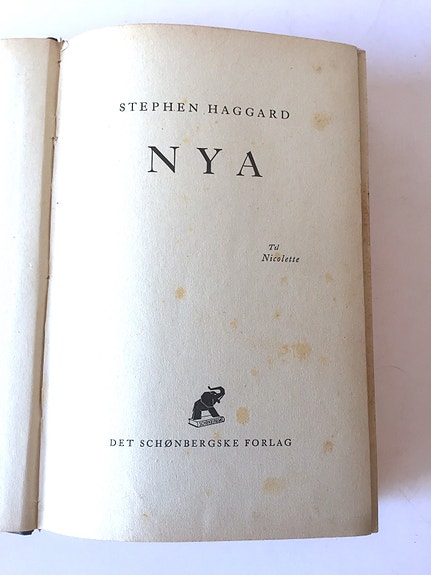 STEPHEN HAGGARD
NYA
Til
Nicolette
DET SCHØNBERGSKE FORLAG